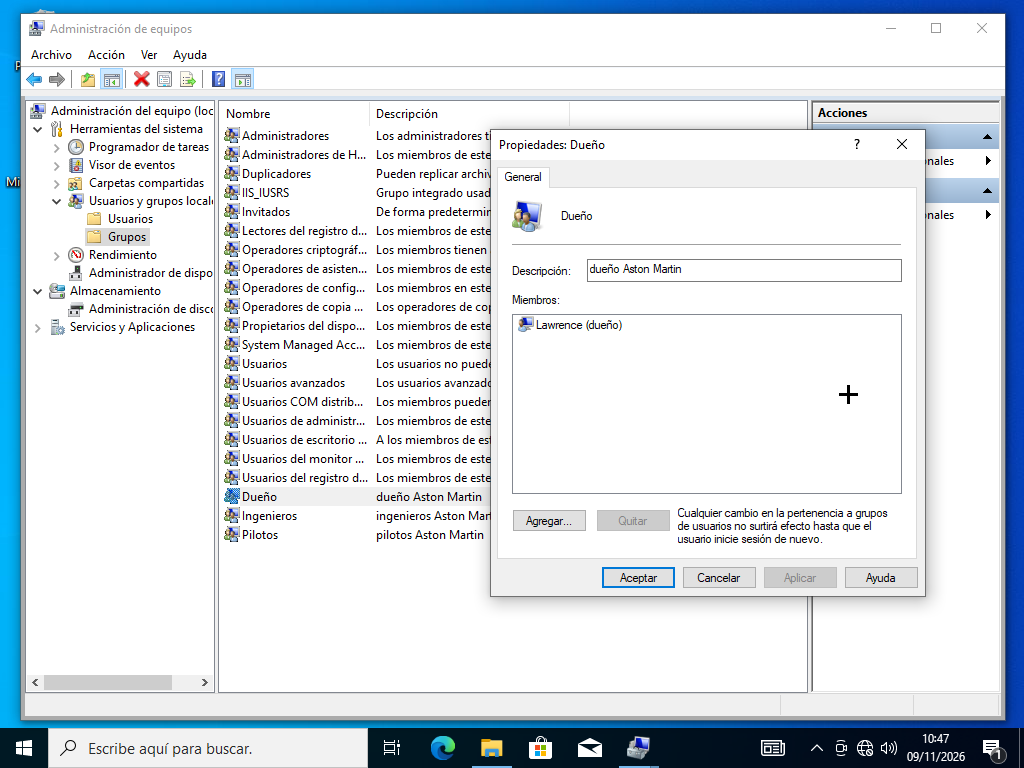 Administración de equipos
Archivo Acción Ver Ayuda
Administración del equipo (loc
Herramientas del sistema
Programador de tareas
Visor de eventos
Carpetas compartidas
Usuarios y grupos locale
Usuarios
Grupos
Rendimiento
Administrador de dispo
Almacenamiento
Administración de disco
Servicios y Aplicaciones
Nombre Descripción
Administradores Los administradores t
Administradores de H... Los miembros de este
Duplicadores Pueden replicar archiv
IIS_IUSRS Grupo integrado usad
Invitados De forma predetermin
Lectores del registro d... Los miembros de este
Operadores criptográf... Los miembros tienen
Operadores de asisten... Los miembros de este
Operadores de config... Los miembros en este
Operadores de copia ... Los operadores de cop
Propietarios del dispo... Los miembros de este
System Managed Acc... Los miembros de este
Usuarios Los usuarios no puede
Usuarios avanzados Los usuarios avanzado
Usuarios COM distrib... Los miembros pueden
Usuarios de administr... Los miembros de este
Usuarios de escritorio ... A los miembros de este
Usuarios del monitor ... Los miembros de este
Usuarios del registro d... Los miembros de este
Dueño dueño Aston Martin
Ingenieros ingenieros Aston Mart
Pilotos pilotos Aston Martin
Acciones
onales
onales
Propiedades: Dueño ?
General
Dueño
Descripción: dueño Aston Martin
Miembros:
Lawrence (dueño)
Agregar... Quitar
Cualquier cambio en la pertenencia a grupos
de usuarios no surtirá efecto hasta que el
usuario inicie sesión de nuevo.
Aceptar Cancelar Aplicar Ayuda
Mi
Escribe aquí para buscar.
10:47
09/11/2026
1